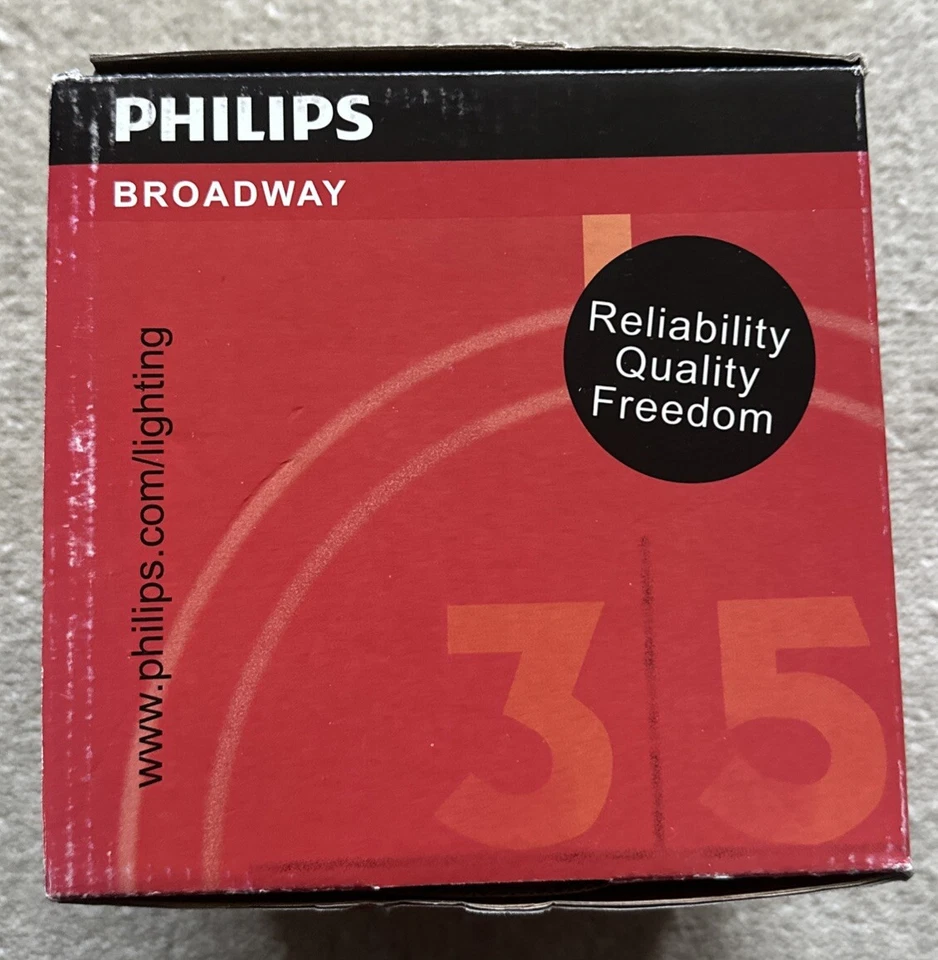 PHILIPS
BROADWAY
Reliability
Quality
Freedom
www.philips.com/lighting
35